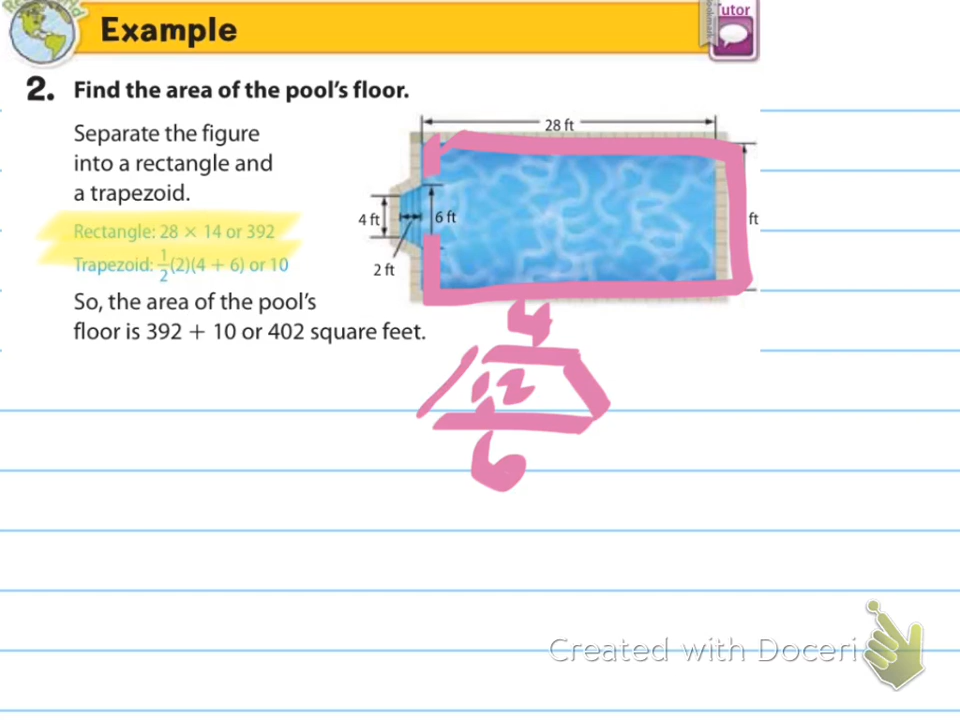 Tutor
Example
2. Find the area of the pool's floor.
28 ft
Separate the figure
into a rectangle and
a trapezoid.
4 ft
6 ft
ft
Rectangle: 28 × 14 or 392
Trapezoid: 1/2(2)(4 + 6) or 10
2 ft
So, the area of the pool's
floor is 392 + 10 or 402 square feet.
4
2
6
Created with Doceri